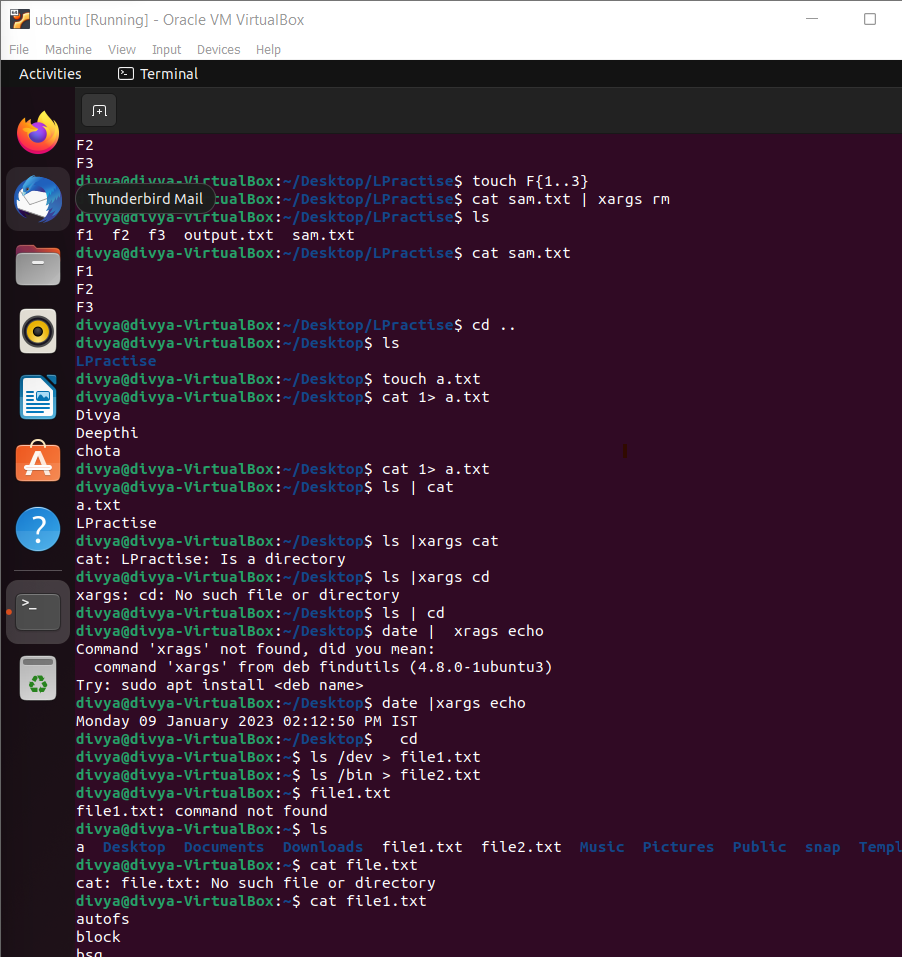 ubuntu [Running] - Oracle VM VirtualBox
File Machine View Input Devices Help
Activities Terminal
F2
F3
divya@divya-VirtualBox:~/Desktop/LPractise$ touch F{1..3}
Thunderbird Mail
divya@divya-VirtualBox:~/Desktop/LPractise$ cat sam.txt | xargs rm
divya@divya-VirtualBox:~/Desktop/LPractise$ ls
f1  f2  f3  output.txt  sam.txt
divya@divya-VirtualBox:~/Desktop/LPractise$ cat sam.txt
F1
F2
F3
divya@divya-VirtualBox:~/Desktop/LPractise$ cd ..
divya@divya-VirtualBox:~/Desktop$ ls
LPractise
divya@divya-VirtualBox:~/Desktop$ touch a.txt
divya@divya-VirtualBox:~/Desktop$ cat 1> a.txt
Divya
Deepthi
chota
divya@divya-VirtualBox:~/Desktop$ cat 1> a.txt
divya@divya-VirtualBox:~/Desktop$ ls | cat
a.txt
LPractise
divya@divya-VirtualBox:~/Desktop$ ls |xargs cat
cat: LPractise: Is a directory
divya@divya-VirtualBox:~/Desktop$ ls |xargs cd
xargs: cd: No such file or directory
divya@divya-VirtualBox:~/Desktop$ ls | cd
divya@divya-VirtualBox:~/Desktop$ date |  xrags echo
Command 'xrags' not found, did you mean:
  command 'xargs' from deb findutils (4.8.0-1ubuntu3)
Try: sudo apt install <deb name>
divya@divya-VirtualBox:~/Desktop$ date |xargs echo
Monday 09 January 2023 02:12:50 PM IST
divya@divya-VirtualBox:~/Desktop$   cd
divya@divya-VirtualBox:~$ ls /dev > file1.txt
divya@divya-VirtualBox:~$ ls /bin > file2.txt
divya@divya-VirtualBox:~$ file1.txt
file1.txt: command not found
divya@divya-VirtualBox:~$ ls
a  Desktop  Documents  Downloads  file1.txt  file2.txt  Music  Pictures  Public  snap  Templ
divya@divya-VirtualBox:~$ cat file.txt
cat: file.txt: No such file or directory
divya@divya-VirtualBox:~$ cat file1.txt
autofs
block
bsg